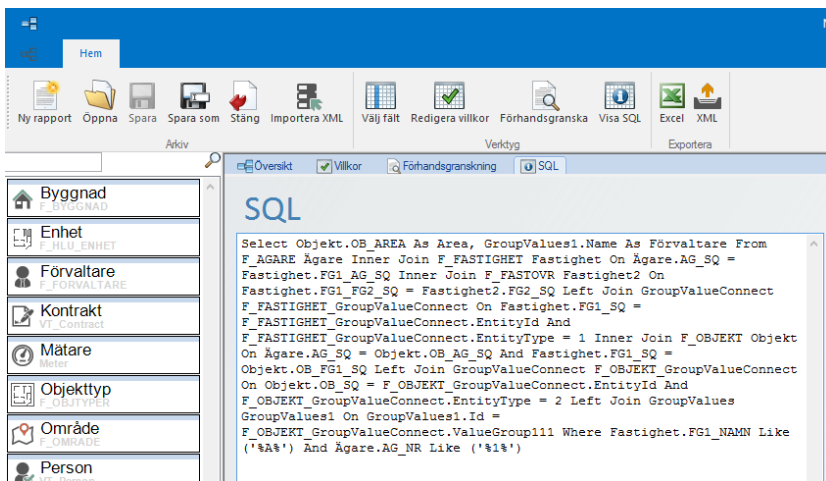 N
Hem
Ny rapport Öppna Spara Spara som Stäng Importera XML Välj fält Redigera villkor Förhandsgranska Visa SQL Excel XML
Arkiv Verktyg Exportera
Översikt Villkor Förhandsgranskning SQL
Byggnad
F_BYGGNAD
Enhet
F_HLU_ENHET
Förvaltare
F_FORVALTARE
Kontrakt
VT_Contract
Mätare
Meter
Objekttyp
F_OBJTYPER
Område
F_OMRADE
Person
VT_Person
SQL
Select Objekt.OB_AREA As Area, GroupValues1.Name As Förvaltare From
F_AGARE Ägare Inner Join F_FASTIGHET Fastighet On Ägare.AG_SQ =
Fastighet.FG1_AG_SQ Inner Join F_FASTOVR Fastighet2 On
Fastighet.FG1_FG2_SQ = Fastighet2.FG2_SQ Left Join GroupValueConnect
F_FASTIGHET_GroupValueConnect On Fastighet.FG1_SQ =
F_FASTIGHET_GroupValueConnect.EntityId And
F_FASTIGHET_GroupValueConnect.EntityType = 1 Inner Join F_OBJEKT Objekt
On Ägare.AG_SQ = Objekt.OB_AG_SQ And Fastighet.FG1_SQ =
Objekt.OB_FG1_SQ Left Join GroupValueConnect F_OBJEKT_GroupValueConnect
On Objekt.OB_SQ = F_OBJEKT_GroupValueConnect.EntityId And
F_OBJEKT_GroupValueConnect.EntityType = 2 Left Join GroupValues
GroupValues1 On GroupValues1.Id =
F_OBJEKT_GroupValueConnect.ValueGroup111 Where Fastighet.FG1_NAMN Like
('%A%') And Ägare.AG_NR Like ('%1%')